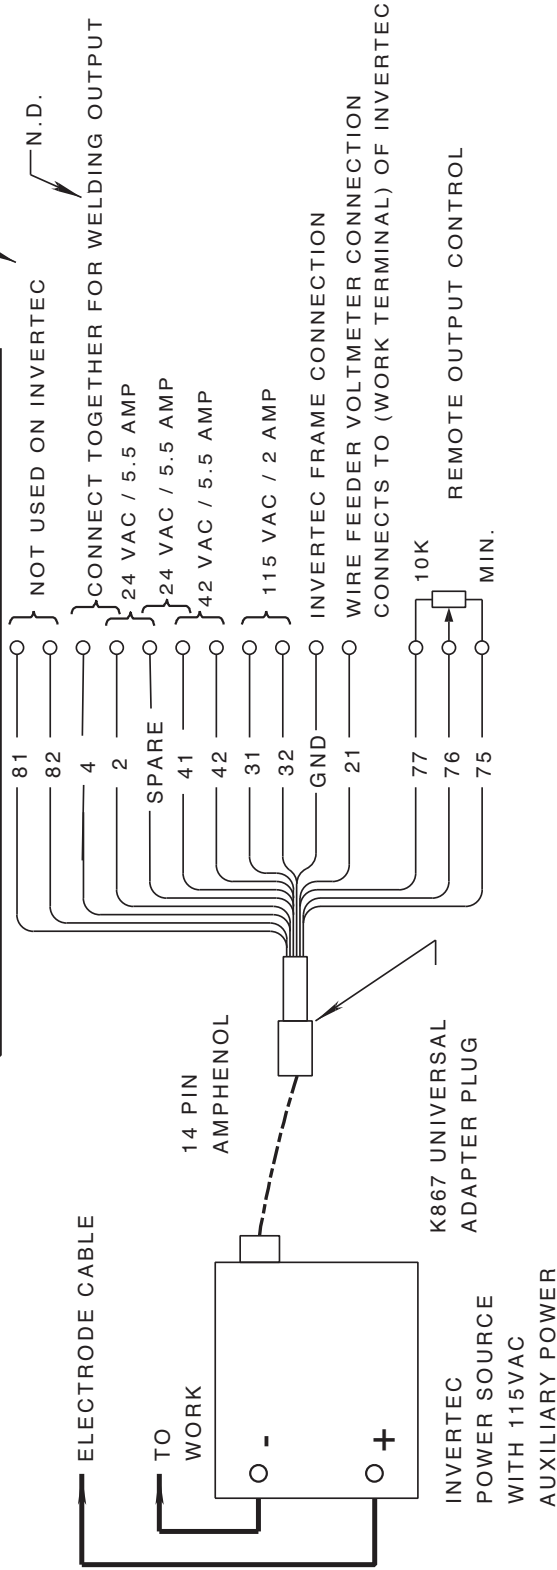 N.D.
81
82
4
2
SPARE
41
42
31
32
GND
21
77
76
75
NOT USED ON INVERTEC
CONNECT TOGETHER FOR WELDING OUTPUT
24 VAC / 5.5 AMP
24 VAC / 5.5 AMP
42 VAC / 5.5 AMP
115 VAC / 2 AMP
INVERTEC FRAME CONNECTION
WIRE FEEDER VOLTMETER CONNECTION
CONNECTS TO (WORK TERMINAL) OF INVERTEC
10K
REMOTE OUTPUT CONTROL
MIN.
14 PIN
AMPHENOL
K867 UNIVERSAL
ADAPTER PLUG
ELECTRODE CABLE
TO
WORK
-
+
INVERTEC
POWER SOURCE
WITH 115VAC
AUXILIARY POWER